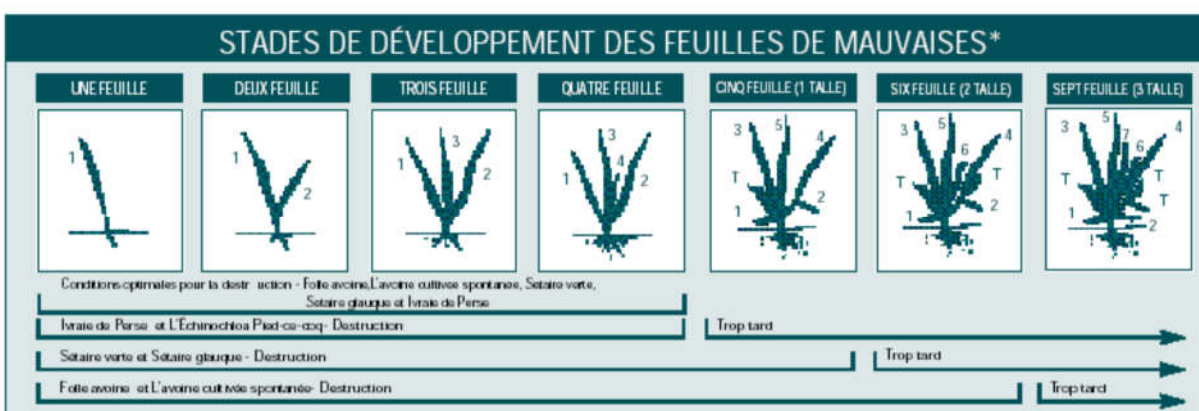 STADES DE DÉVELOPPEMENT DES FEUILLES DE MAUVAISES*
UNE FEUILLE
DEUX FEUILLE
TROIS FEUILLE
QUATRE FEUILLE
CINQ FEUILLE (1 TALLE)
SIX FEUILLE (2 TALLE)
SEPT FEUILLE (3 TALLE)
1
1 2
1 3 2
1 3 4 2
3 5 4 T 1 2
3 5 4 6 T T 1 2
3 5 7 6 4 T T T 1 2
Conditions optimales pour la destr uction - Folle avoine, L'avoine cultivee spontanee, Setaire verte,
Setaire glauque et Ivraie de Perse
Ivraie de Perse et L'Échinochloa Pied-ce-coq- Destruction
Trop tard
Sétaire verte et Sétaire glauque - Destruction
Trop tard
Folle avoine et L'avoine cultivée spontanée- Destruction
Trop tard